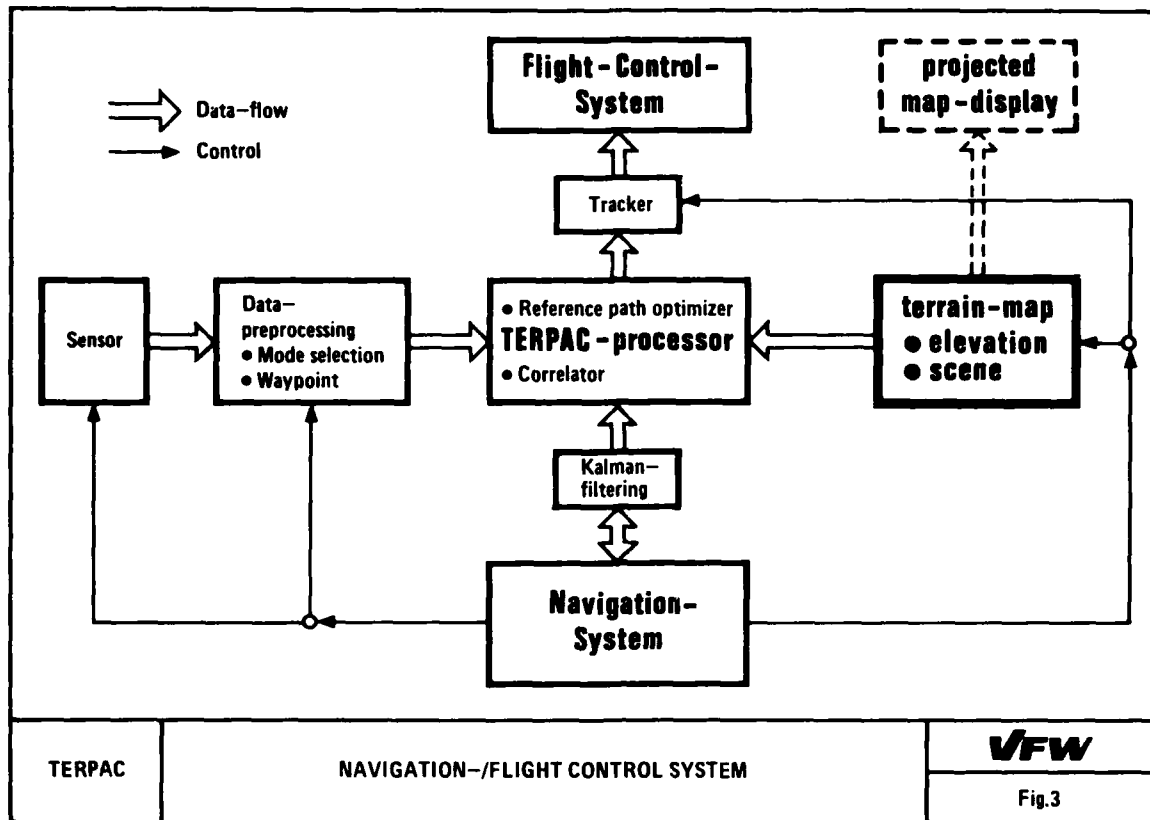 Flight-Control-
System
projected
map-display
Data-flow
Control
Tracker
Sensor
Data-
preprocessing
● Mode selection
● Waypoint
● Reference path optimizer
TERPAC-processor
● Correlator
terrain-map
● elevation
● scene
Kalman-
filtering
Navigation-
System
TERPAC
NAVIGATION-/FLIGHT CONTROL SYSTEM
VFW
Fig.3